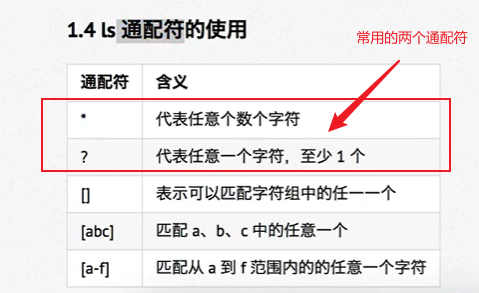 1.4 ls 通配符的使用
常用的两个通配符
通配符 含义
* 代表任意个数个字符
? 代表任意一个字符，至少 1 个
[] 表示可以匹配字符组中的任一一个
[abc] 匹配 a、b、c 中的任意一个
[a-f] 匹配从 a 到 f 范围内的的任意一个字符